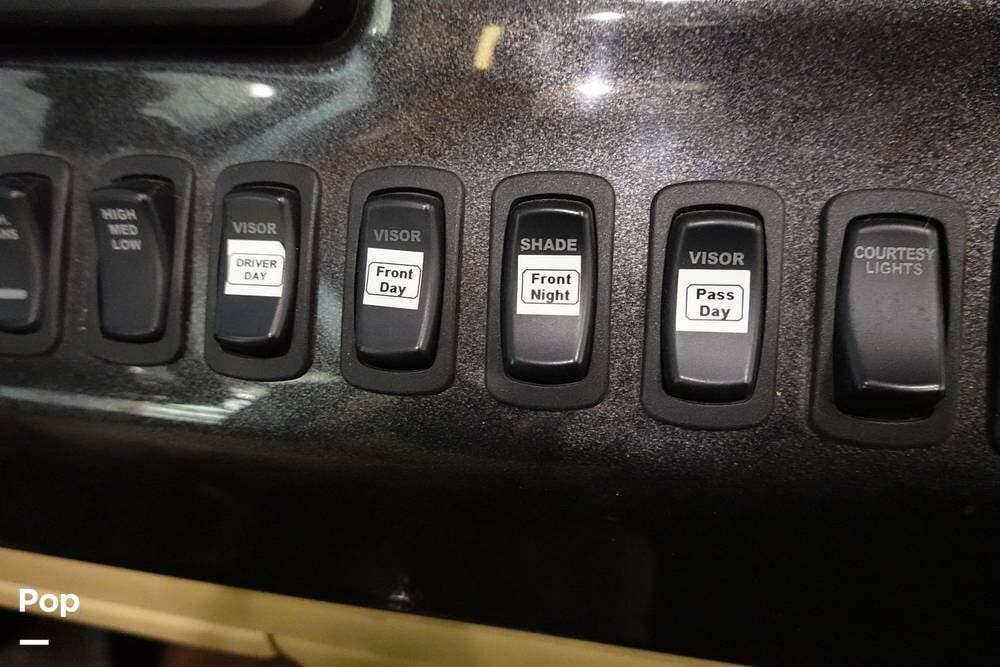 HIGH
MED
LOW
VISOR
DRIVER
DAY
VISOR
Front
Day
SHADE
Front
Night
VISOR
Pass
Day
COURTESY
LIGHTS
Pop